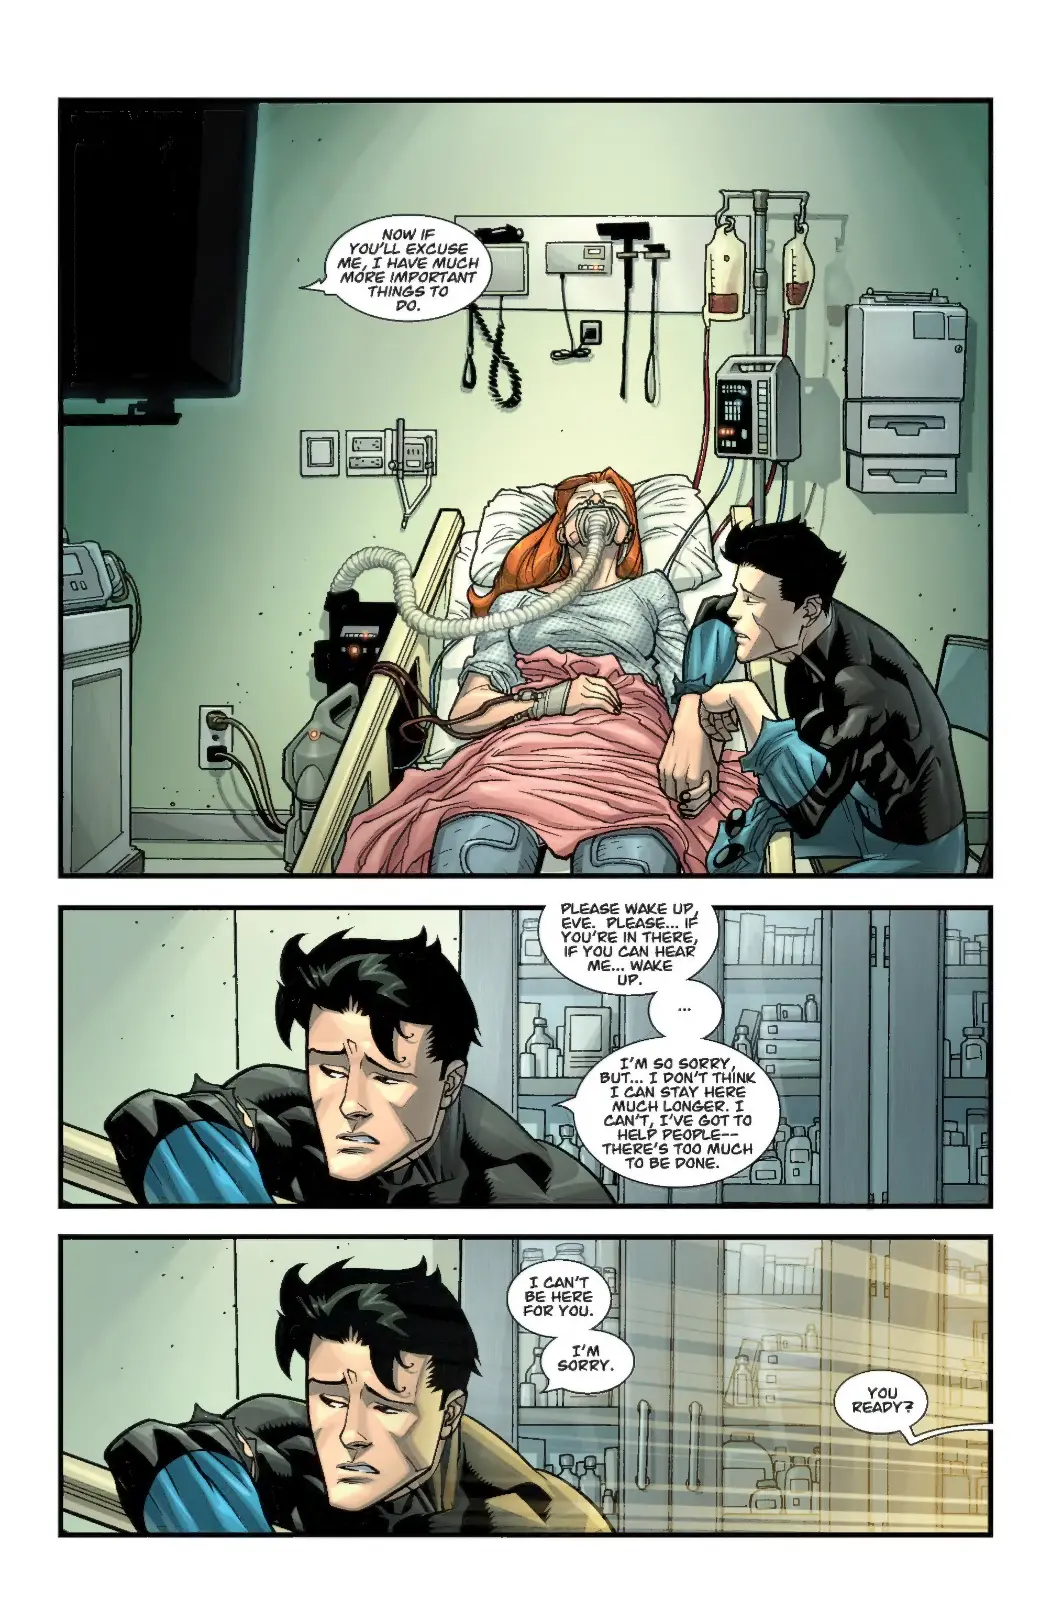 NOW IF
YOU'LL EXCUSE
ME, I HAVE MUCH
MORE IMPORTANT
THINGS TO
DO.
PLEASE WAKE UP,
EVE. PLEASE... IF
YOU'RE IN THERE,
IF YOU CAN HEAR
ME... WAKE
UP.
...
I'M SO SORRY,
BUT... I DON'T THINK
I CAN STAY HERE
MUCH LONGER. I
CAN'T, I'VE GOT TO
HELP PEOPLE--
THERE'S TOO MUCH
TO BE DONE.
I CAN'T
BE HERE
FOR YOU.
I'M
SORRY.
YOU
READY?